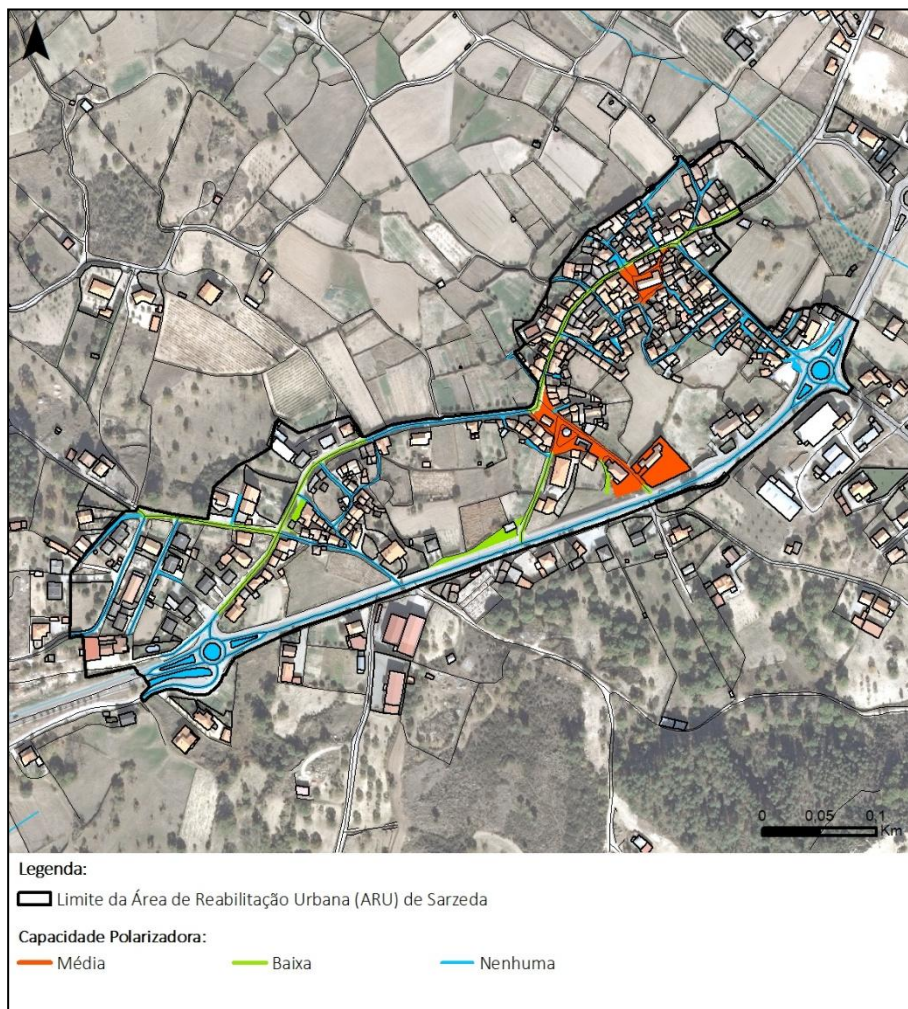 0 0,05 0,1
Km
Legenda:
Limite da Área de Reabilitação Urbana (ARU) de Sarzeda
Capacidade Polarizadora:
Média Baixa Nenhuma